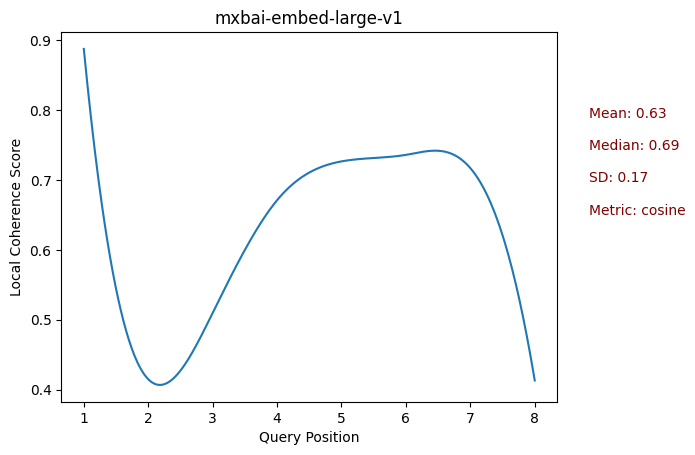 mxbai-embed-large-v1
0.9
0.8
0.7
0.6
0.5
0.4
Local Coherence Score
1 2 3 4 5 6 7 8
Query Position
Mean: 0.63
Median: 0.69
SD: 0.17
Metric: cosine